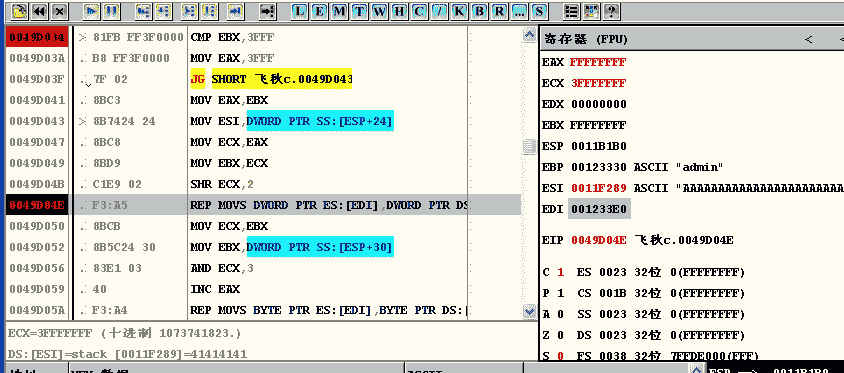 L E M T W H C / K B R ... S ?
0049D034 > 81FB FF3F0000 CMP EBX,3FFF
0049D03A . B8 FF3F0000 MOV EAX,3FFF
0049D03F . 7F 02 JG SHORT 飞秋c.0049D043
0049D041 . 8BC3 MOV EAX,EBX
0049D043 > 8B7424 24 MOV ESI,DWORD PTR SS:[ESP+24]
0049D047 . 8BC8 MOV ECX,EAX
0049D049 . 8BD9 MOV EBX,ECX
0049D04B . C1E9 02 SHR ECX,2
0049D04E . F3:A5 REP MOVS DWORD PTR ES:[EDI],DWORD PTR DS
0049D050 . 8BCB MOV ECX,EBX
0049D052 . 8B5C24 30 MOV EBX,DWORD PTR SS:[ESP+30]
0049D056 . 83E1 03 AND ECX,3
0049D059 . 40 INC EAX
0049D05A . F3:A4 REP MOVS BYTE PTR ES:[EDI],BYTE PTR DS:[
ECX=3FFFFFFF (十进制 1073741823.)
DS:[ESI]=stack [0011F289]=41414141
寄存器 (FPU) < <
EAX FFFFFFFF
ECX 3FFFFFFF
EDX 00000000
EBX FFFFFFFF
ESP 0011B1B0
EBP 00123330 ASCII "admin"
ESI 0011F289 ASCII "AAAAAAAAAAAAAAAAAAAAAAAA
EDI 001233E0
EIP 0049D04E 飞秋c.0049D04E
C 1 ES 0023 32位 0(FFFFFFFF)
P 1 CS 001B 32位 0(FFFFFFFF)
A 0 SS 0023 32位 0(FFFFFFFF)
Z 0 DS 0023 32位 0(FFFFFFFF)
S 0 FS 0038 32位 7FFDE000(FFF)
ASCII
ESP ==> 0011B1B0